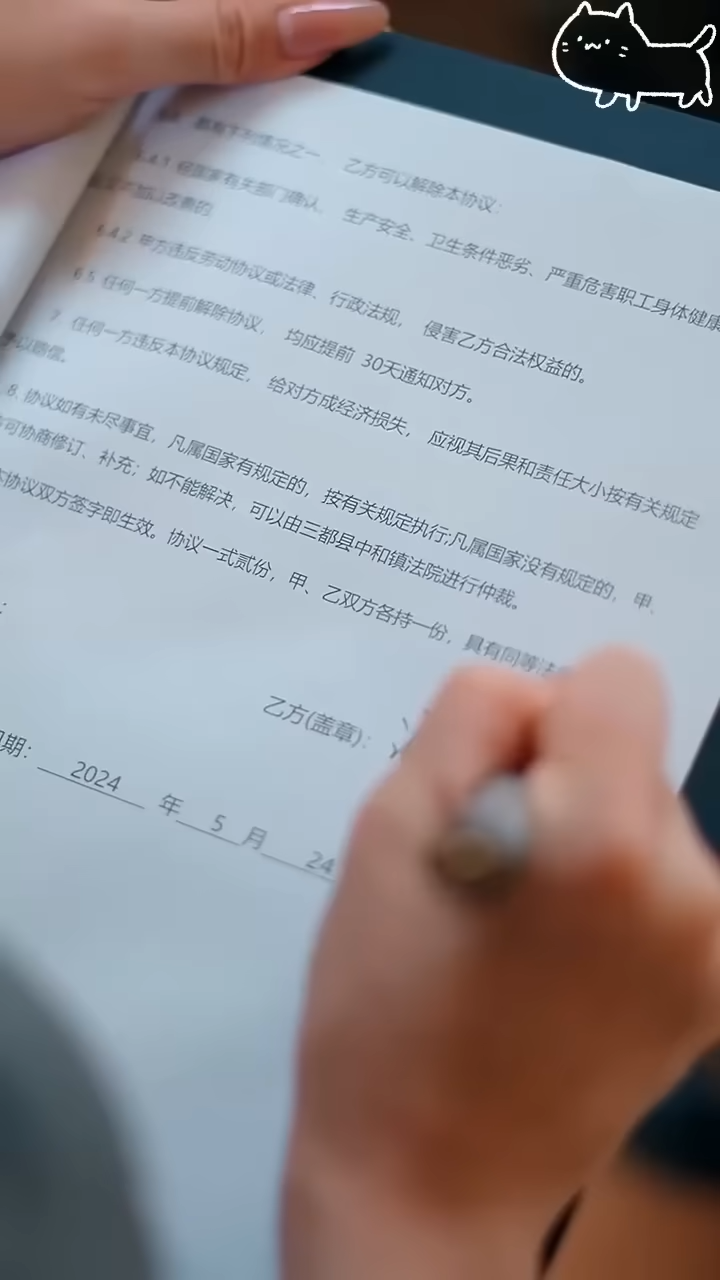 情况之一，乙方可以解除本协议：
6.4.1 经国家有关部门确认，生产安全、卫生条件恶劣、严重危害职工身体健康
6.4.2 甲方违反劳动协议或法律、行政法规，侵害乙方合法权益的。
6.5 任何一方提前解除协议，均应提前 30天通知对方。
7. 任何一方违反本协议规定，给对方成经济损失，应视其后果和责任大小按有关规定
予以赔偿。
8. 协议如有未尽事宜，凡属国家有规定的，按有关规定执行;凡属国家没有规定的，甲、
可协商修订、补充；如不能解决，可以由三都县中和镇法院进行仲裁。
本协议双方签字即生效。协议一式贰份，甲、乙双方各持一份，具有同等法
乙方(盖章)：
期： 2024 年 5 月 24